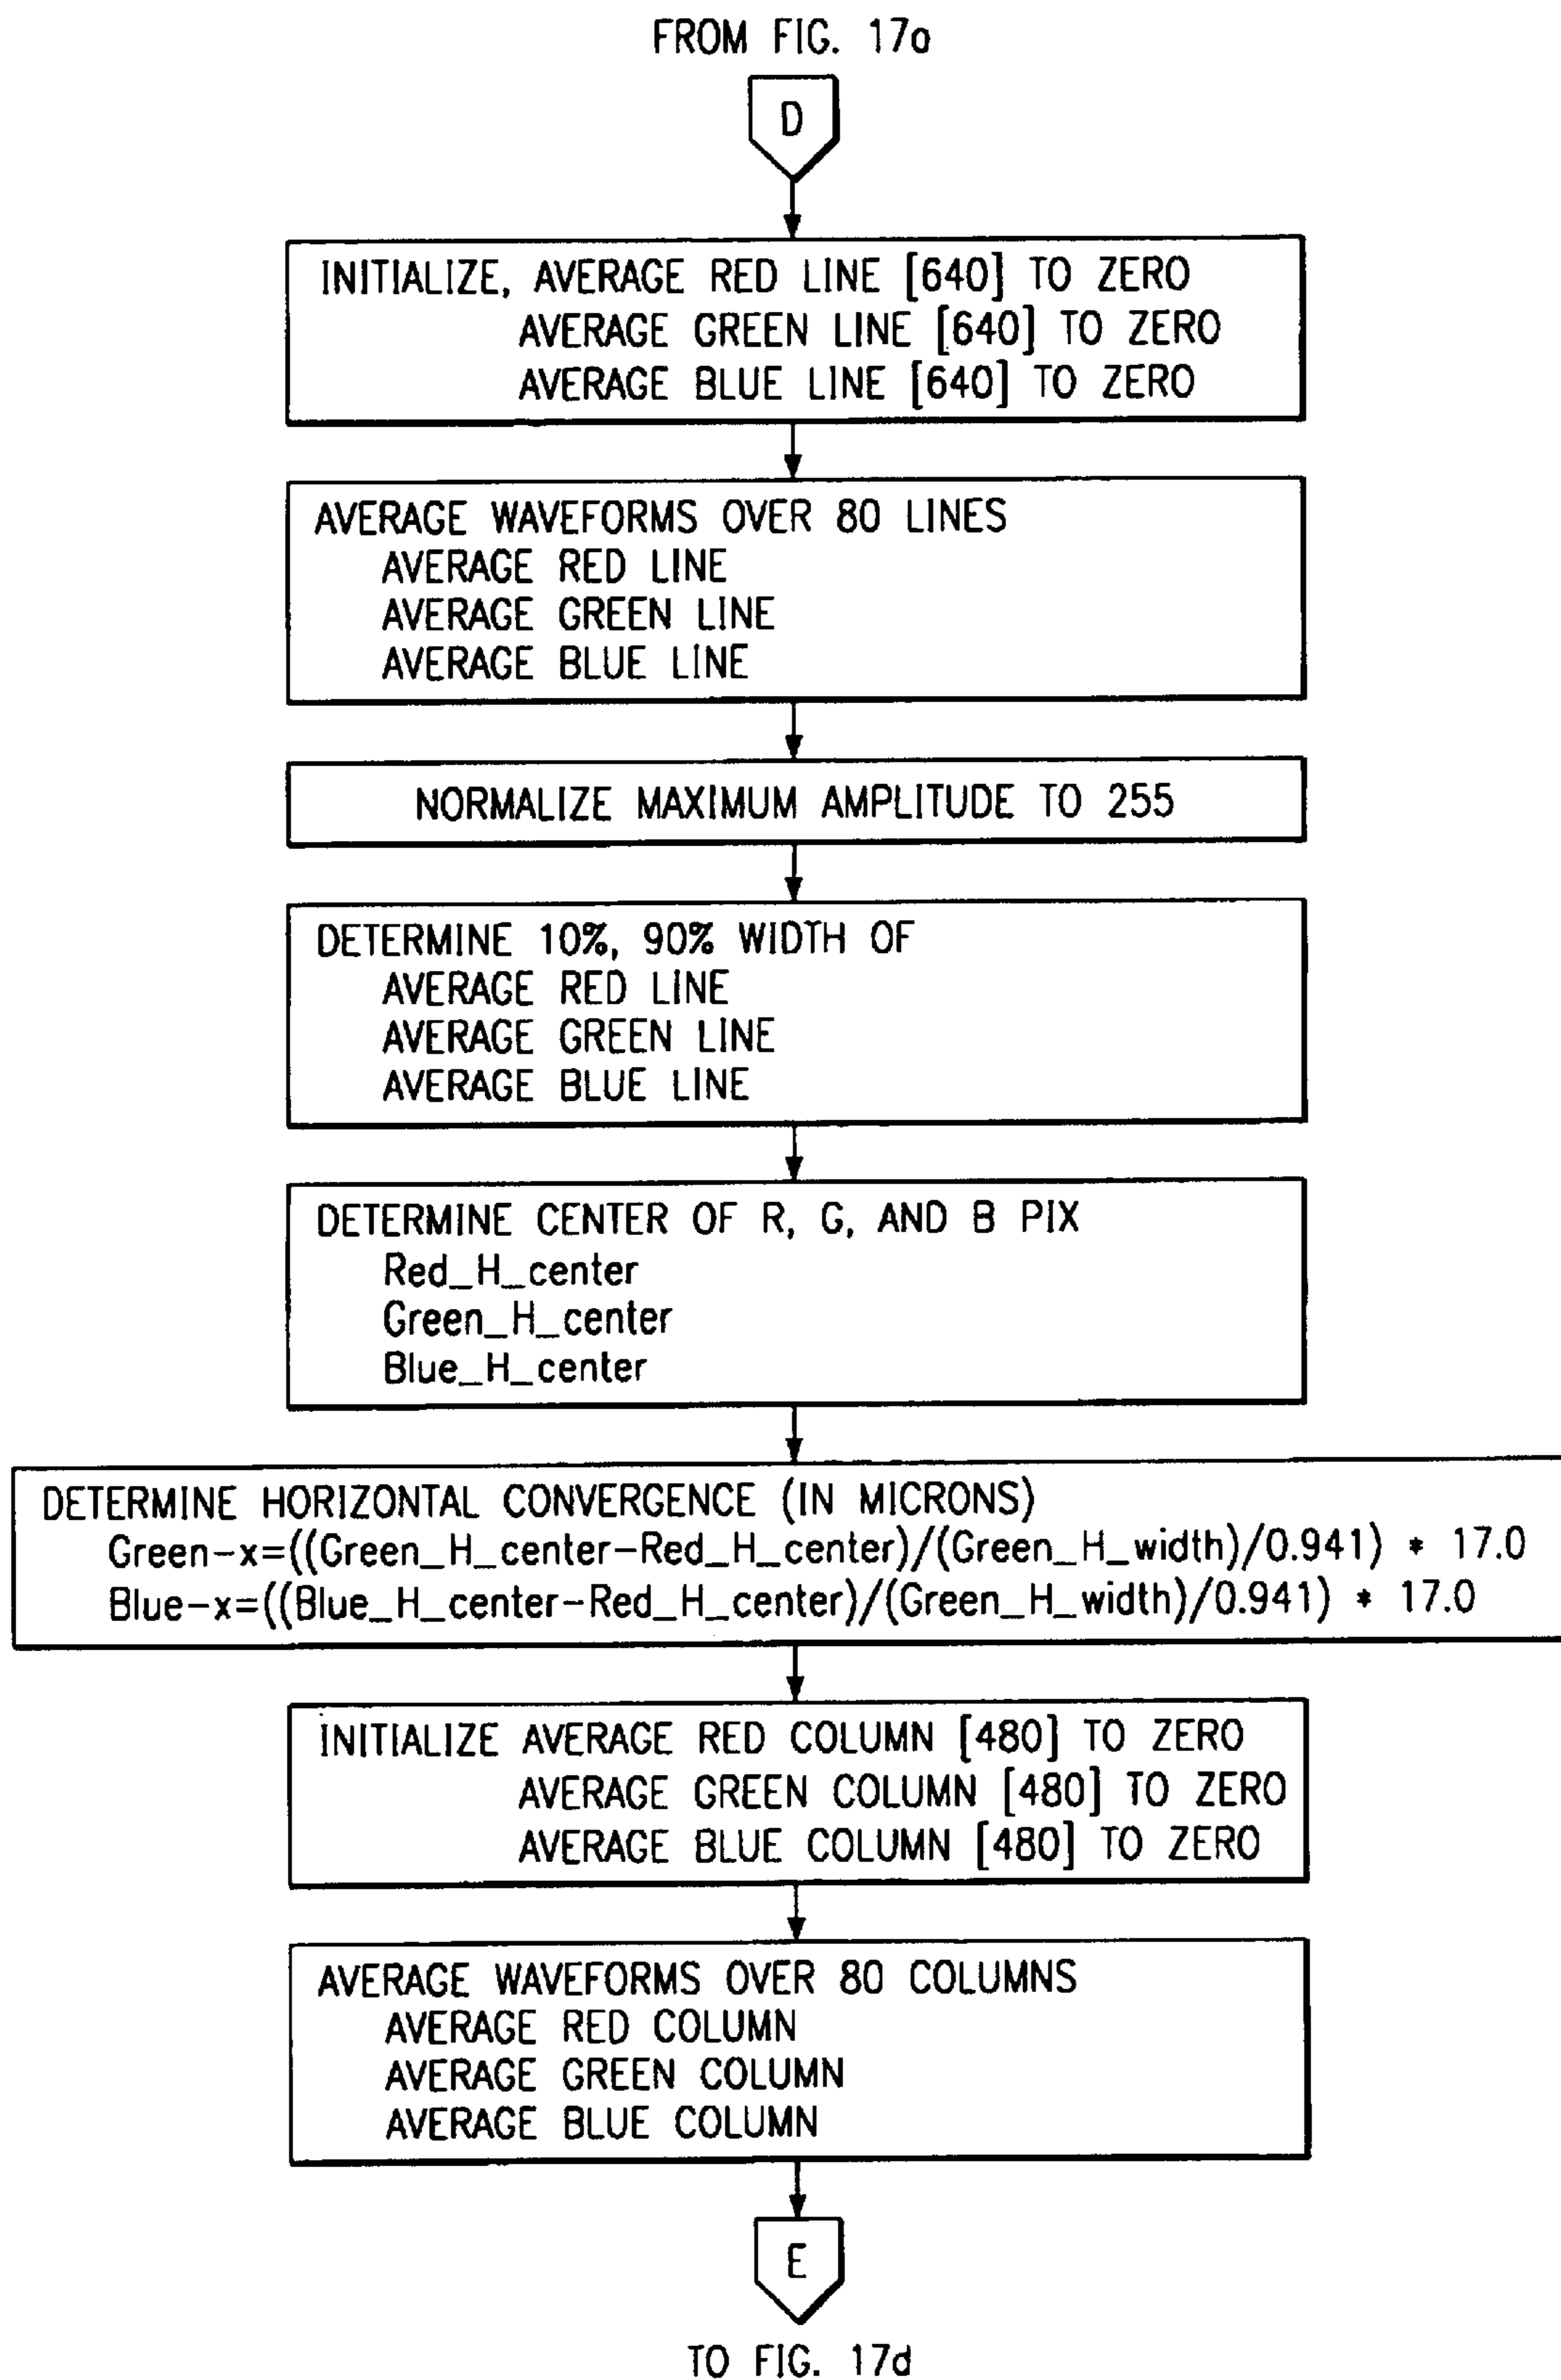 FROM FIG. 17a
D
INITIALIZE, AVERAGE RED LINE [640] TO ZERO
AVERAGE GREEN LINE [640] TO ZERO
AVERAGE BLUE LINE [640] TO ZERO
AVERAGE WAVEFORMS OVER 80 LINES
AVERAGE RED LINE
AVERAGE GREEN LINE
AVERAGE BLUE LINE
NORMALIZE MAXIMUM AMPLITUDE TO 255
DETERMINE 10%, 90% WIDTH OF
AVERAGE RED LINE
AVERAGE GREEN LINE
AVERAGE BLUE LINE
DETERMINE CENTER OF R, G, AND B PIX
Red_H_center
Green_H_center
Blue_H_center
DETERMINE HORIZONTAL CONVERGENCE (IN MICRONS)
Green-x=((Green_H_center-Red_H_center)/(Green_H_width)/0.941) * 17.0
Blue-x=((Blue_H_center-Red_H_center)/(Green_H_width)/0.941) * 17.0
INITIALIZE AVERAGE RED COLUMN [480] TO ZERO
AVERAGE GREEN COLUMN [480] TO ZERO
AVERAGE BLUE COLUMN [480] TO ZERO
AVERAGE WAVEFORMS OVER 80 COLUMNS
AVERAGE RED COLUMN
AVERAGE GREEN COLUMN
AVERAGE BLUE COLUMN
E
TO FIG. 17d